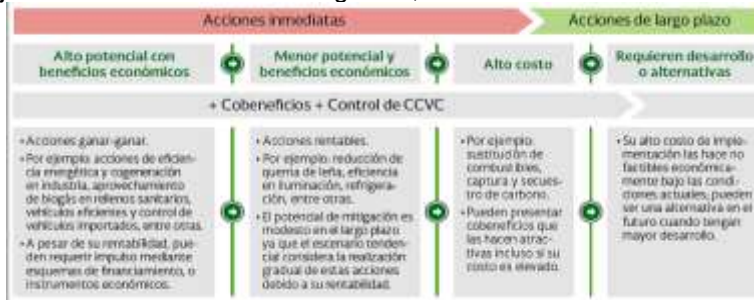 Acciones inmediatas
Acciones de largo plazo
Alto potencial con
beneficios económicos
Menor potencial y
beneficios económicos
Alto costo
Requieren desarrollo
o alternativas
+ Cobeneficios + Control de CCVC
• Acciones ganar-ganar.
• Por ejemplo: acciones de eficien-
cia energética y cogeneración
en industria, aprovechamiento
de biogás en rellenos sanitarios,
vehículos eficientes y control de
vehículos importados, entre otras.
• A pesar de su rentabilidad, pue-
den requerir impulso mediante
esquemas de financiamiento, o
instrumentos económicos.
• Acciones rentables.
• Por ejemplo: reducción de
quema de leña, eficiencia
en iluminación, refrigera-
ción, entre otras.
• El potencial de mitigación es
modesto en el largo plazo
ya que el escenario tenden-
cial considera la realización
gradual de estas acciones
debido a su rentabilidad.
• Por ejemplo:
sustitución de
combustibles,
captura y secues-
tro de carbono.
• Pueden presentar
cobeneficios que
las hacen atrac-
tivas incluso si su
costo es elevado.
• Su alto costo de imple-
mentación las hace no
factibles económica-
mente bajo las condi-
ciones actuales, pueden
ser una alternativa en el
futuro cuando tengan
mayor desarrollo.